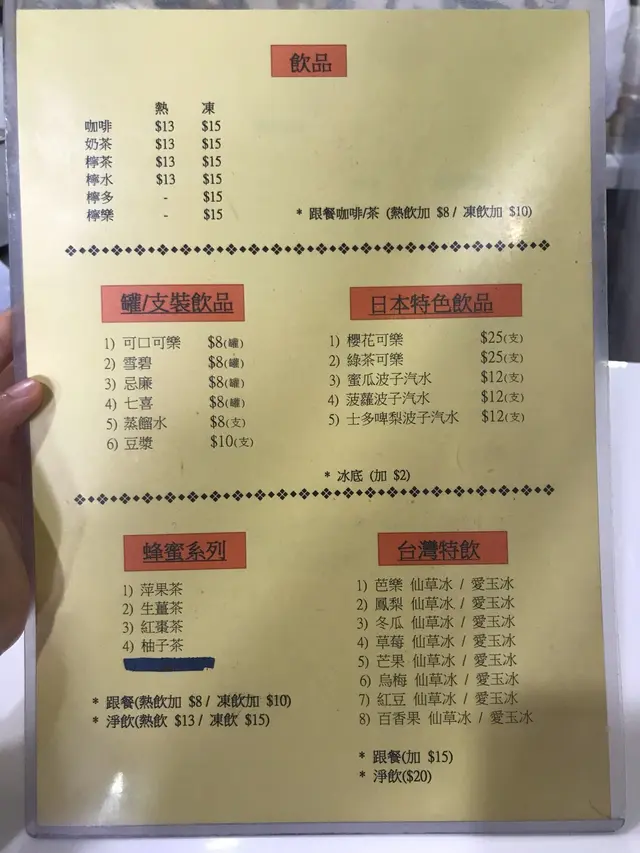 飲品
熱 凍
咖啡 $13 $15
奶茶 $13 $15
檸茶 $13 $15
檸水 $13 $15
檸多 - $15
檸樂 - $15
* 跟餐咖啡/茶 (熱飲加 $8 / 凍飲加 $10)
罐/支裝飲品
1) 可口可樂 $8(罐)
2) 雪碧 $8(罐)
3) 忌廉 $8(罐)
4) 七喜 $8(罐)
5) 蒸餾水 $8(支)
6) 豆漿 $10(支)
日本特色飲品
1) 櫻花可樂 $25(支)
2) 綠茶可樂 $25(支)
3) 蜜瓜波子汽水 $12(支)
4) 菠蘿波子汽水 $12(支)
5) 士多啤梨波子汽水 $12(支)
* 冰底 (加 $2)
蜂蜜系列
1) 萍果茶
2) 生薑茶
3) 紅棗茶
4) 柚子茶
* 跟餐(熱飲加 $8 / 凍飲加 $10)
* 淨飲(熱飲 $13 / 凍飲 $15)
台灣特飲
1) 芭樂 仙草冰 / 愛玉冰
2) 鳳梨 仙草冰 / 愛玉冰
3) 冬瓜 仙草冰 / 愛玉冰
4) 草莓 仙草冰 / 愛玉冰
5) 芒果 仙草冰 / 愛玉冰
6) 烏梅 仙草冰 / 愛玉冰
7) 紅豆 仙草冰 / 愛玉冰
8) 百香果 仙草冰 / 愛玉冰
* 跟餐(加 $15)
* 淨飲($20)